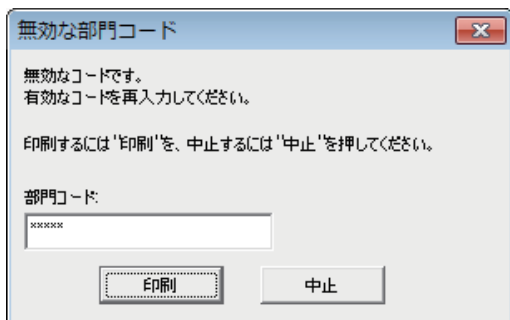 無効な部門コード
無効なコードです。
有効なコードを再入力してください。
印刷するには"印刷"を、中止するには"中止"を押してください。
部門コード:
*****
印刷
中止